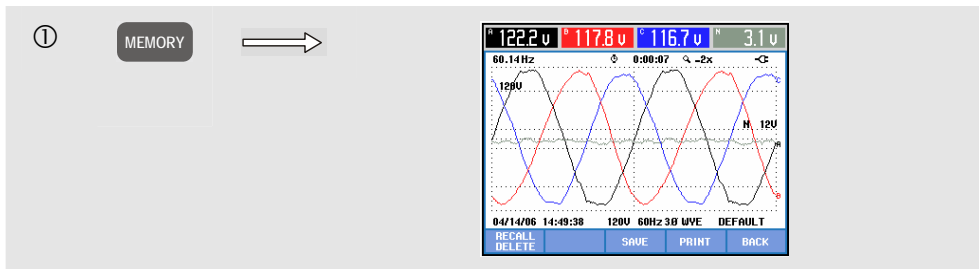 ①
MEMORY
A 122.2 V B 117.8 V C 116.7 V N 3.1 V
60.14Hz 0:00:07 -2x
120V
C
N 12V
A
B
04/14/06 14:49:38 120V 60Hz 3Ø WYE DEFAULT
RECALL
DELETE SAVE PRINT BACK